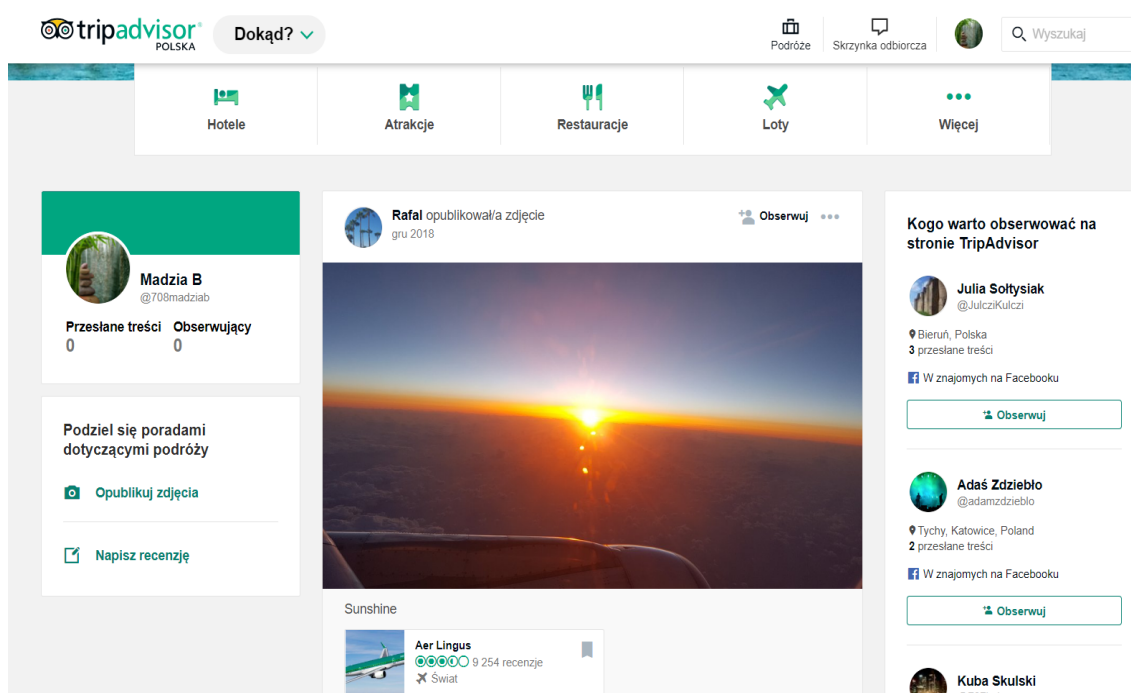 tripadvisor®
POLSKA
Dokąd?
Podróże
Skrzynka odbiorcza
Wyszukaj
Hotele
Atrakcje
Restauracje
Loty
Więcej
Madzia B
@708madziab
Przesłane treści Obserwujący
0 0
Podziel się poradami
dotyczącymi podróży
Opublikuj zdjęcia
Napisz recenzję
Rafal opublikował/a zdjęcie
gru 2018
Obserwuj
Sunshine
Aer Lingus
9 254 recenzje
Świat
Kogo warto obserwować na
stronie TripAdvisor
Julia Sołtysiak
@JulcziKulczi
Bieruń, Polska
3 przesłane treści
W znajomych na Facebooku
Obserwuj
Adaś Zdziebło
@adamzdzieblo
Tychy, Katowice, Poland
2 przesłane treści
W znajomych na Facebooku
Obserwuj
Kuba Skulski